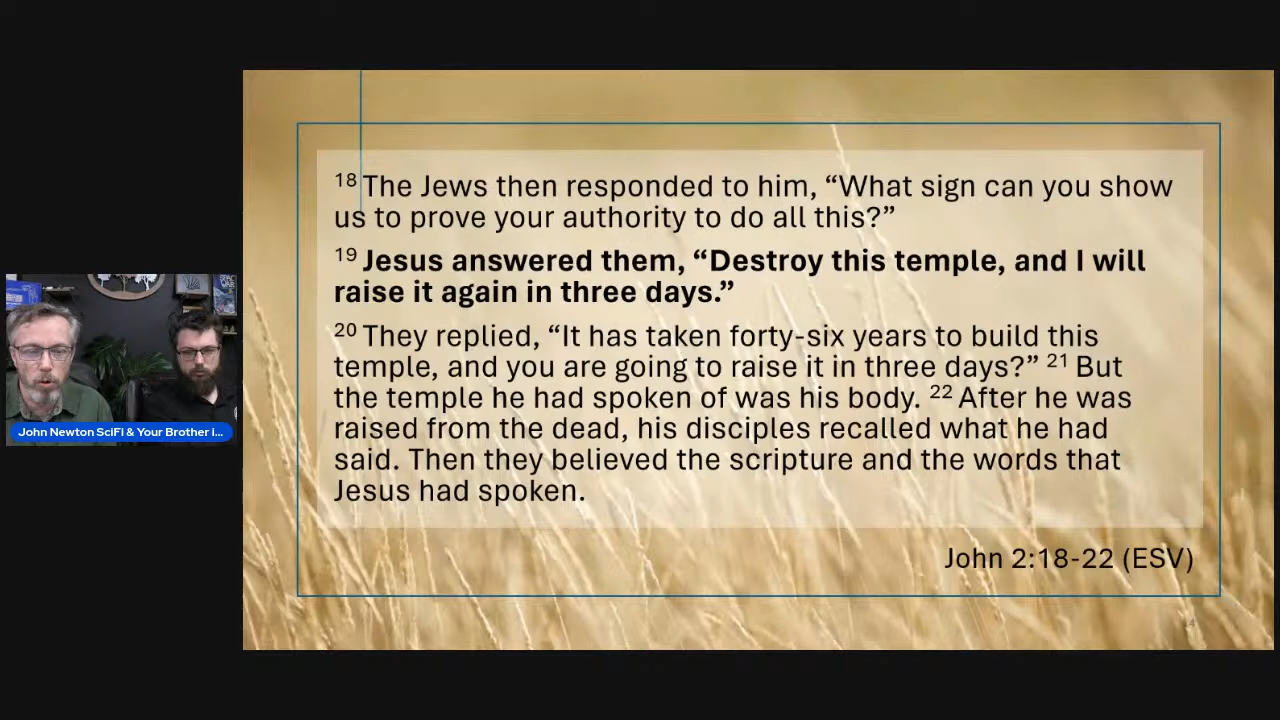 18 The Jews then responded to him, “What sign can you show
us to prove your authority to do all this?”
19 Jesus answered them, “Destroy this temple, and I will
raise it again in three days.”
20 They replied, “It has taken forty-six years to build this
temple, and you are going to raise it in three days?” 21 But
the temple he had spoken of was his body. 22 After he was
raised from the dead, his disciples recalled what he had
said. Then they believed the scripture and the words that
Jesus had spoken.
John 2:18-22 (ESV)
John Newton SciFi & Your Brother i...